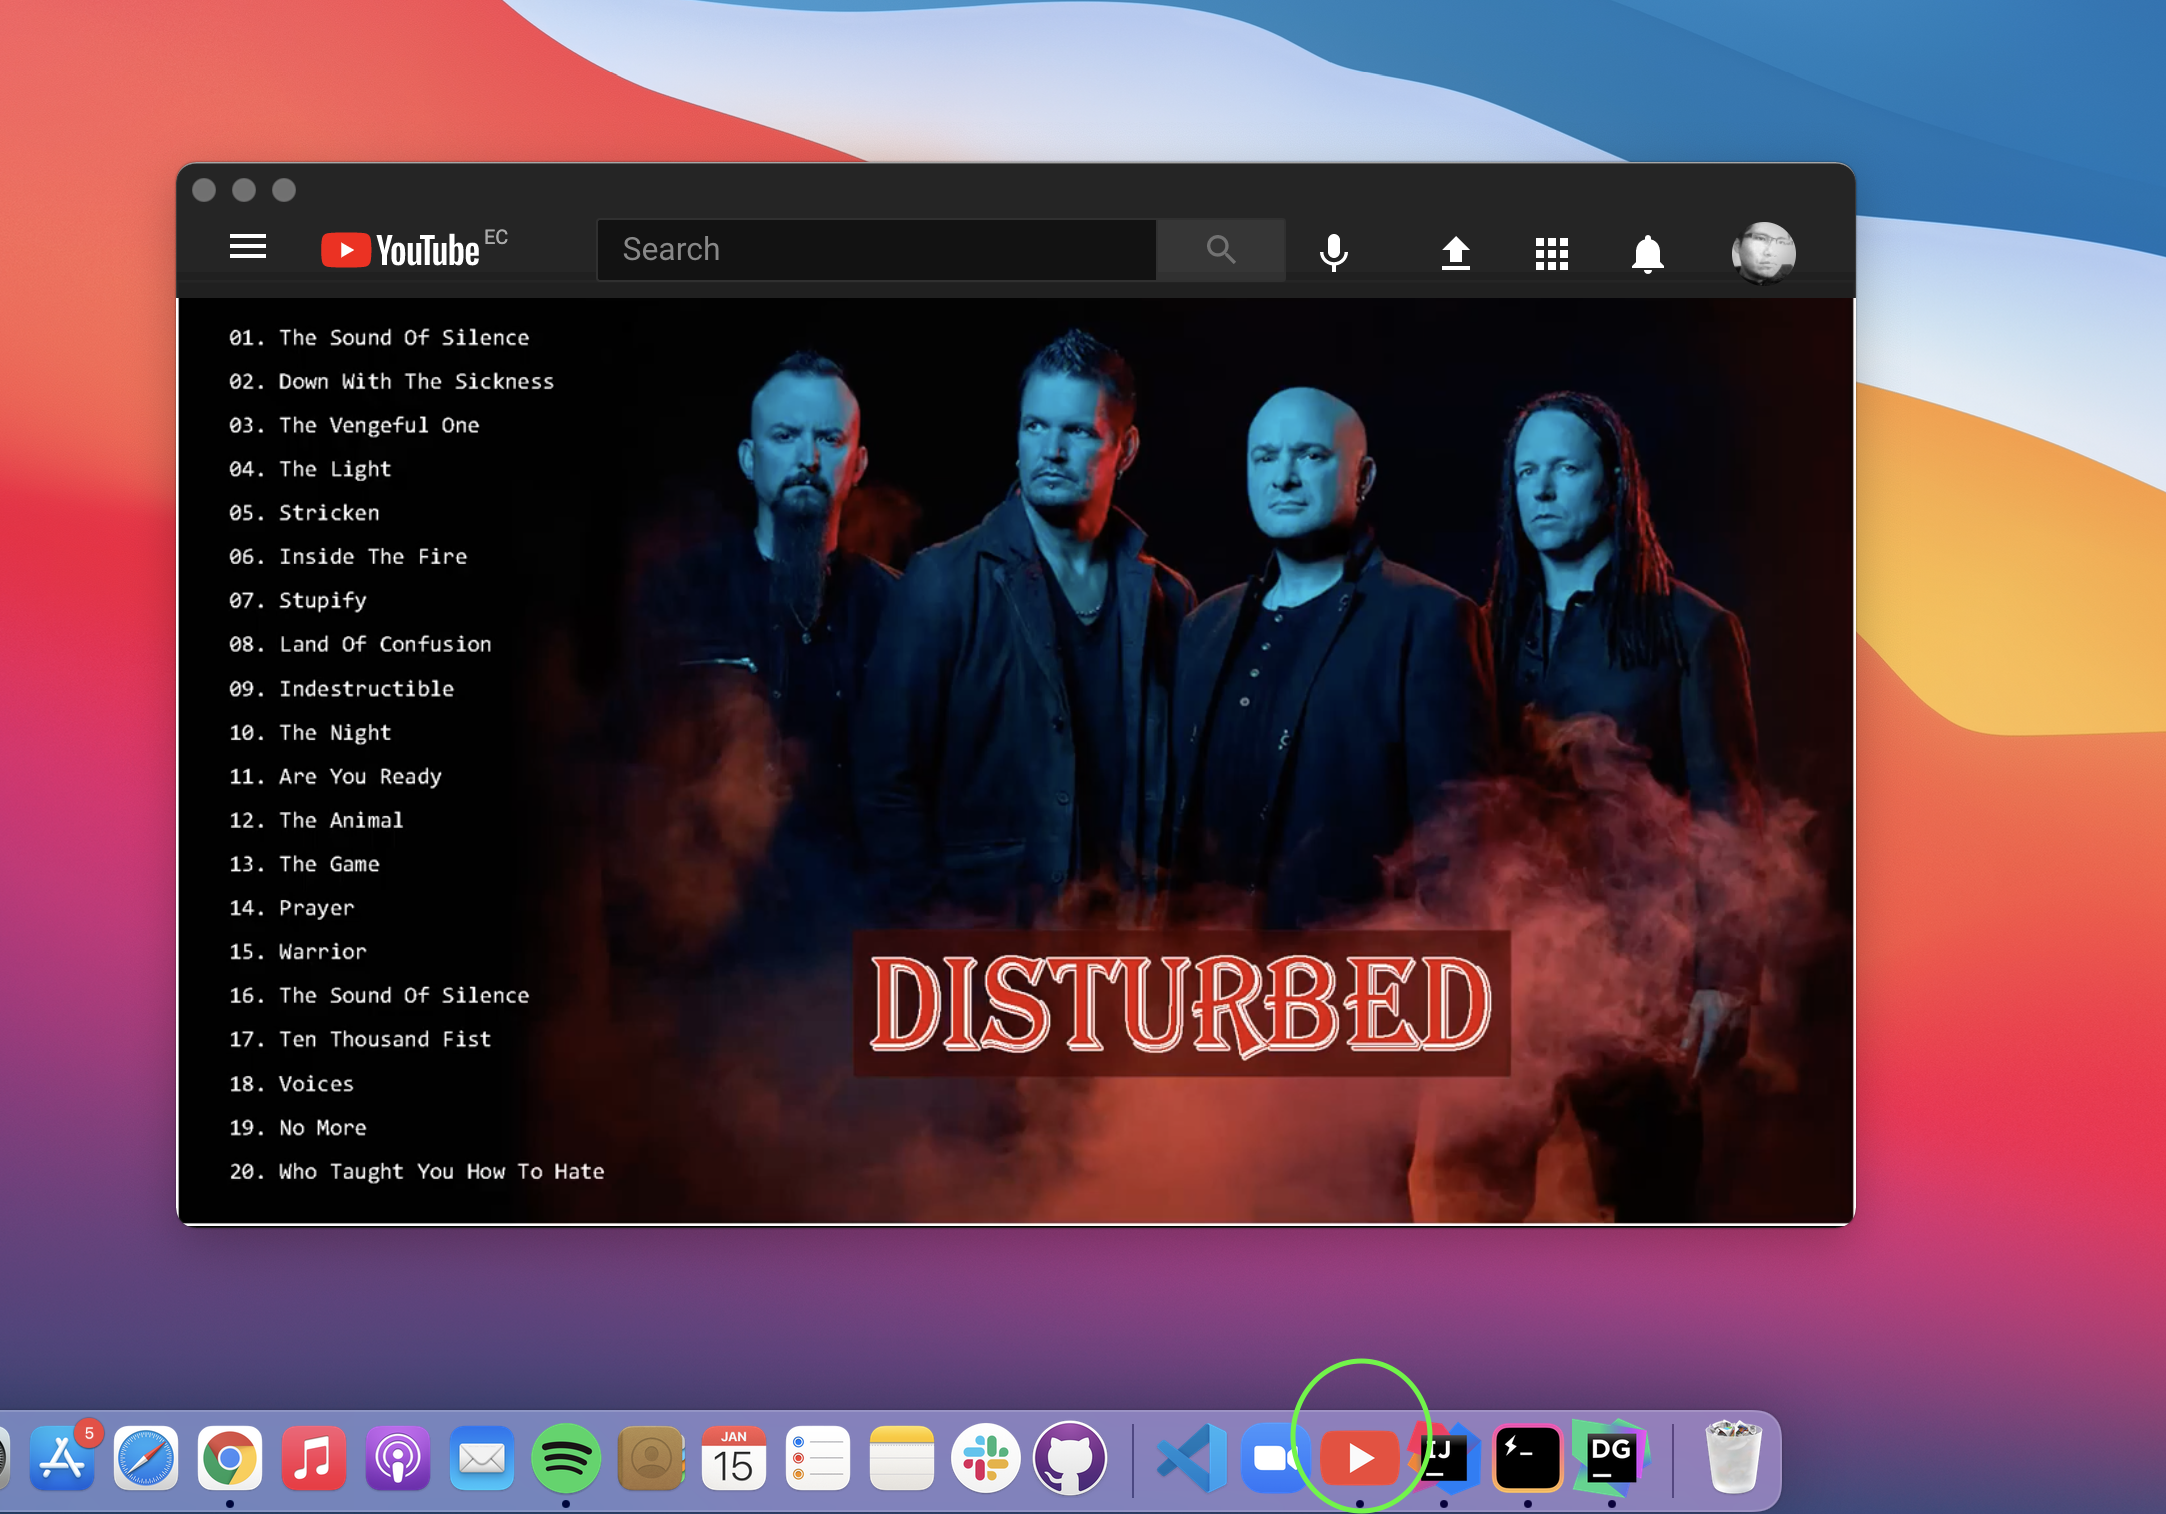 YouTube EC
Search
01. The Sound Of Silence
02. Down With The Sickness
03. The Vengeful One
04. The Light
05. Stricken
06. Inside The Fire
07. Stupify
08. Land Of Confusion
09. Indestructible
10. The Night
11. Are You Ready
12. The Animal
13. The Game
14. Prayer
15. Warrior
16. The Sound Of Silence
17. Ten Thousand Fist
18. Voices
19. No More
20. Who Taught You How To Hate
DISTURBED
5
JAN
15
IJ
DG